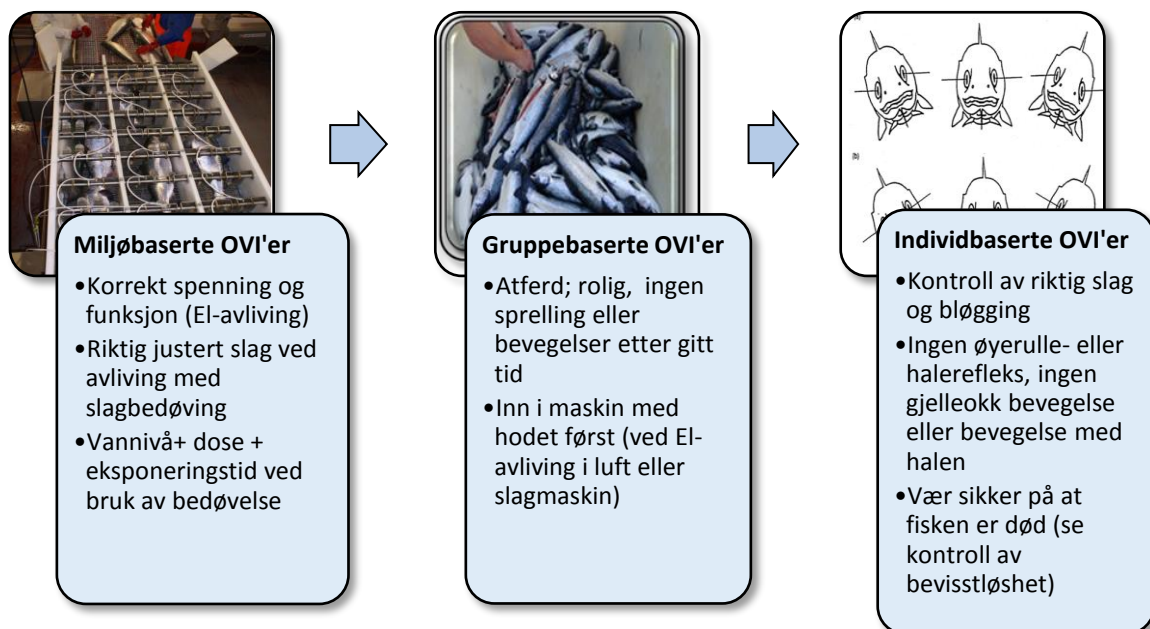 Miljøbaserte OVI'er
•Korrekt spenning og
funksjon (El-avliving)
•Riktig justert slag ved
avliving med
slagbedøving
•Vannivå+ dose +
eksponeringstid ved
bruk av bedøvelse
Gruppebaserte OVI'er
•Atferd; rolig, ingen
sprelling eller
bevegelser etter gitt
tid
•Inn i maskin med
hodet først (ved El-
avliving i luft eller
slagmaskin)
(b)
Individbaserte OVI'er
•Kontroll av riktig slag
og bløgging
•Ingen øyerulle- eller
halerefleks, ingen
gjelleokk bevegelse
eller bevegelse med
halen
•Vær sikker på at
fisken er død (se
kontroll av
bevisstløshet)